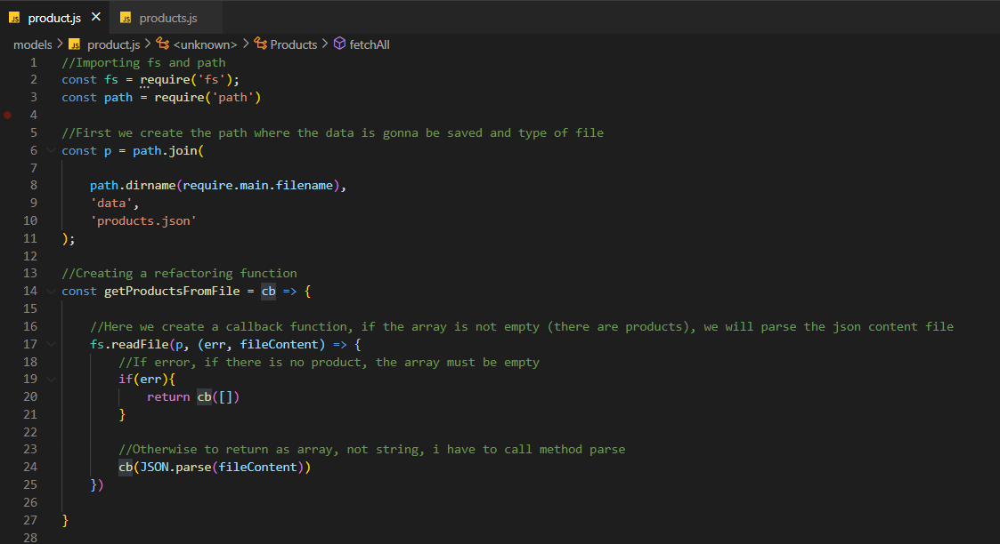 JS product.js ×
JS products.js
models > JS product.js > <unknown> > Products > fetchAll
1 //Importing fs and path
2 const fs = require('fs');
3 const path = require('path')
4
5 //First we create the path where the data is gonna be saved and type of file
6 const p = path.join(
7
8 path.dirname(require.main.filename),
9 'data',
10 'products.json'
11 );
12
13 //Creating a refactoring function
14 const getProductsFromFile = cb => {
15
16 //Here we create a callback function, if the array is not empty (there are products), we will parse the json content file
17 fs.readFile(p, (err, fileContent) => {
18 //If error, if there is no product, the array must be empty
19 if(err){
20 return cb([])
21 }
22
23 //Otherwise to return as array, not string, i have to call method parse
24 cb(JSON.parse(fileContent))
25 })
26
27 }
28